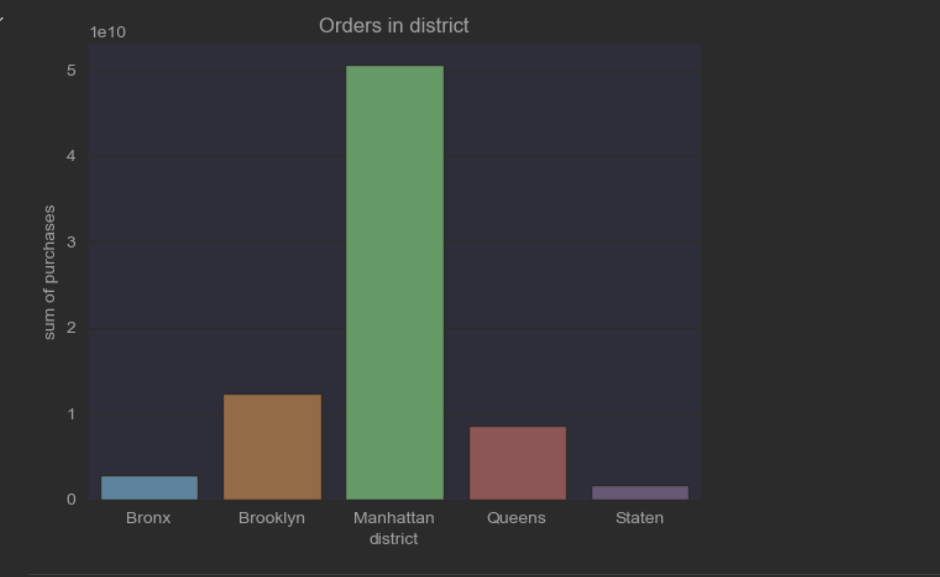 Orders in district
1e10
5
4
3
2
1
0
sum of purchases
Bronx Brooklyn Manhattan Queens Staten
district